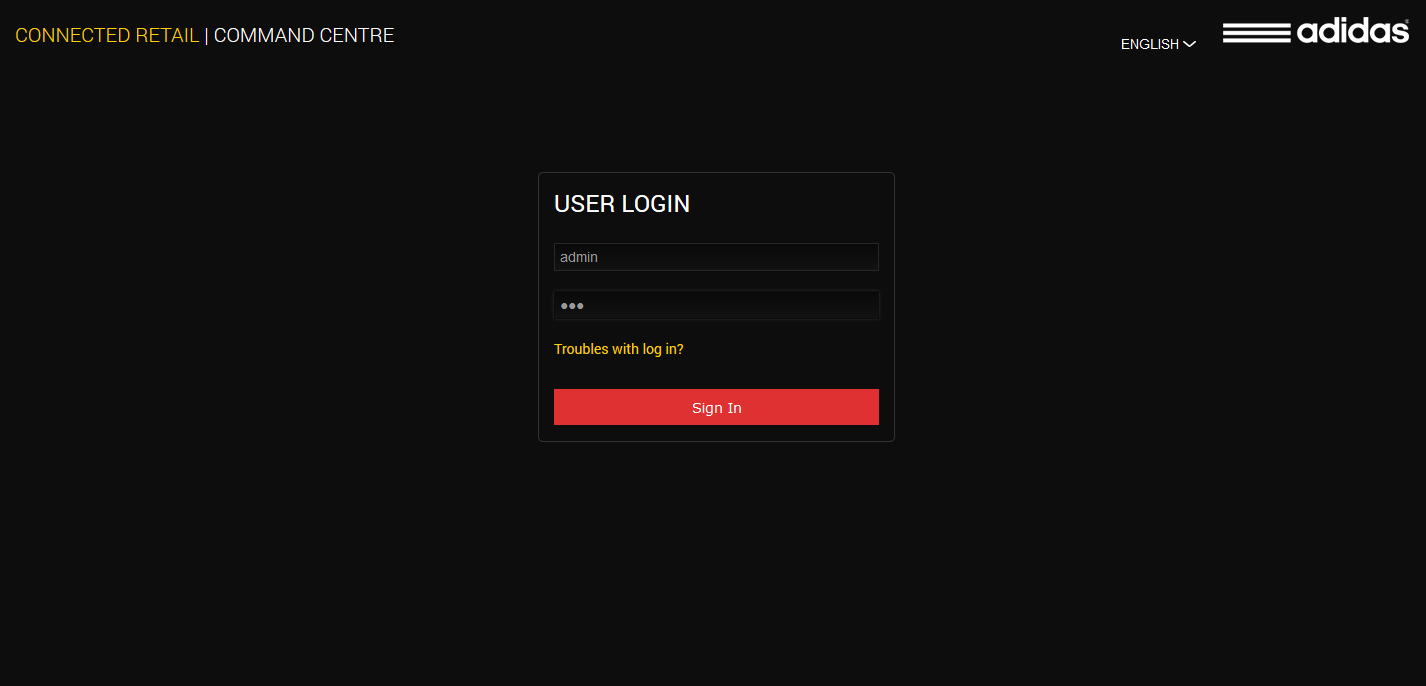 CONNECTED RETAIL | COMMAND CENTRE
ENGLISH
adidas
USER LOGIN
admin
●●●
Troubles with log in?
Sign In